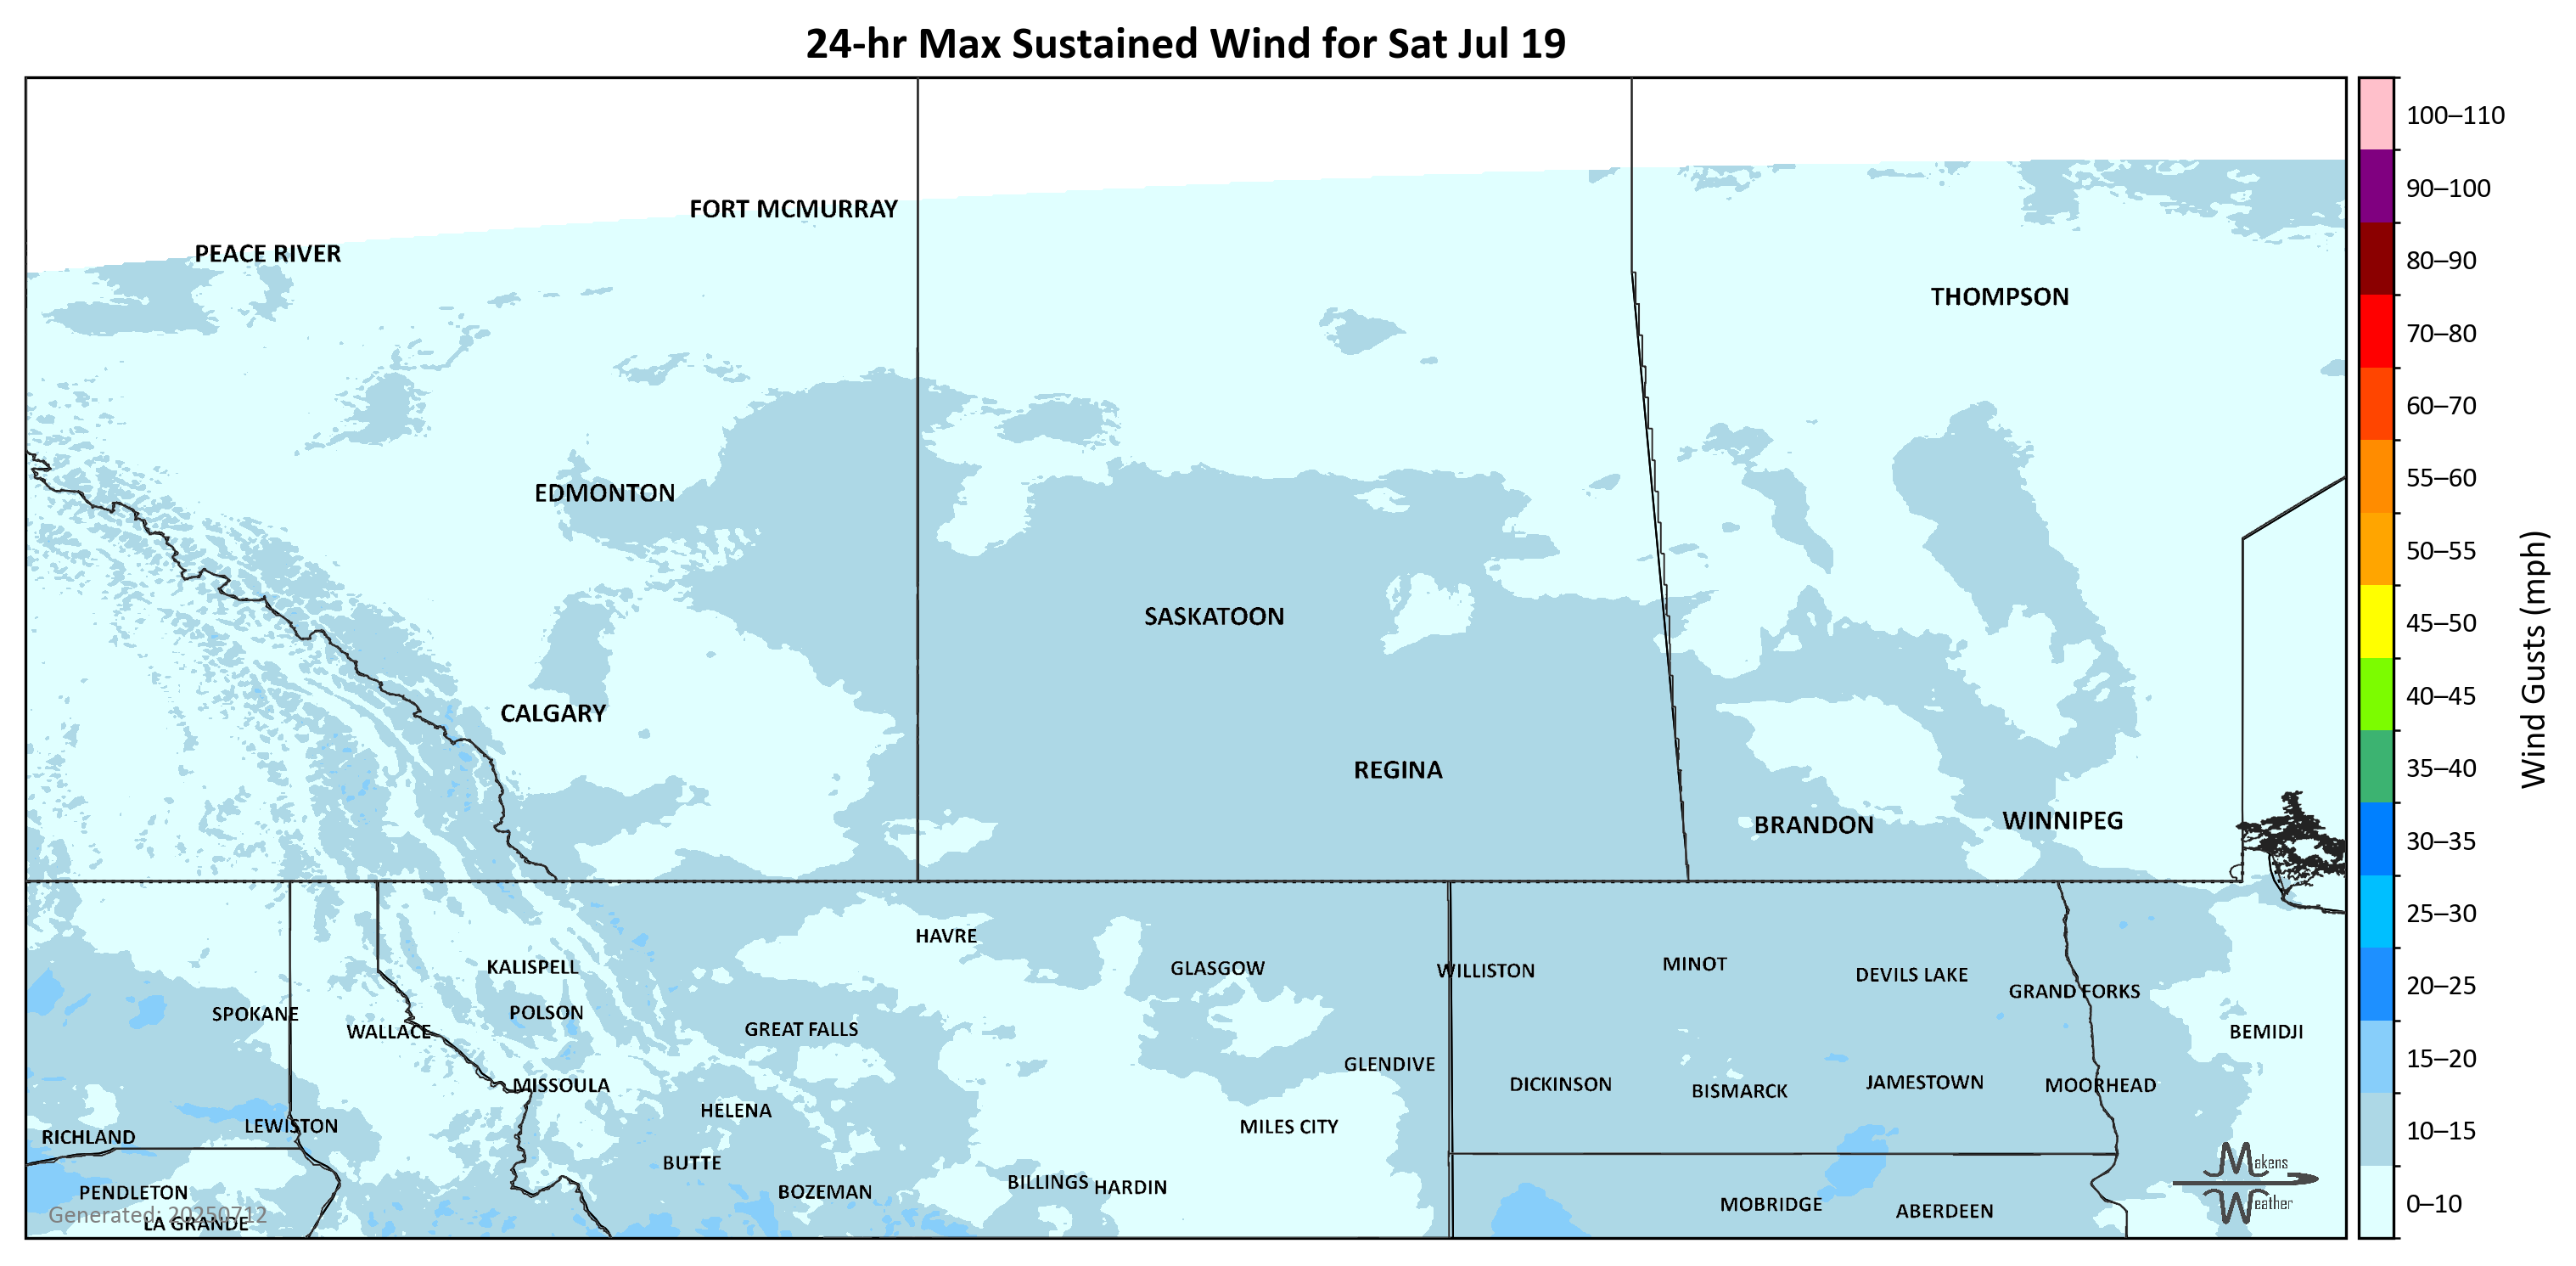 24-hr Max Sustained Wind for Sat Jul 19
100–110
90–100
80–90
70–80
60–70
55–60
50–55
45–50
40–45
35–40
30–35
25–30
20–25
15–20
10–15
0–10
Wind Gusts (mph)
FORT MCMURRAY
PEACE RIVER
THOMPSON
EDMONTON
SASKATOON
CALGARY
REGINA
BRANDON
WINNIPEG
HAVRE
KALISPELL
GLASGOW
WILLISTON
MINOT
DEVILS LAKE
GRAND FORKS
SPOKANE
POLSON
WALLACE
GREAT FALLS
BEMIDJI
GLENDIVE
MISSOULA
DICKINSON
BISMARCK
JAMESTOWN
MOORHEAD
HELENA
LEWISTON
MILES CITY
RICHLAND
BUTTE
PENDLETON
BOZEMAN
BILLINGS
HARDIN
MOBRIDGE
ABERDEEN
Generated: 20250712
LA GRANDE
Makens
Weather